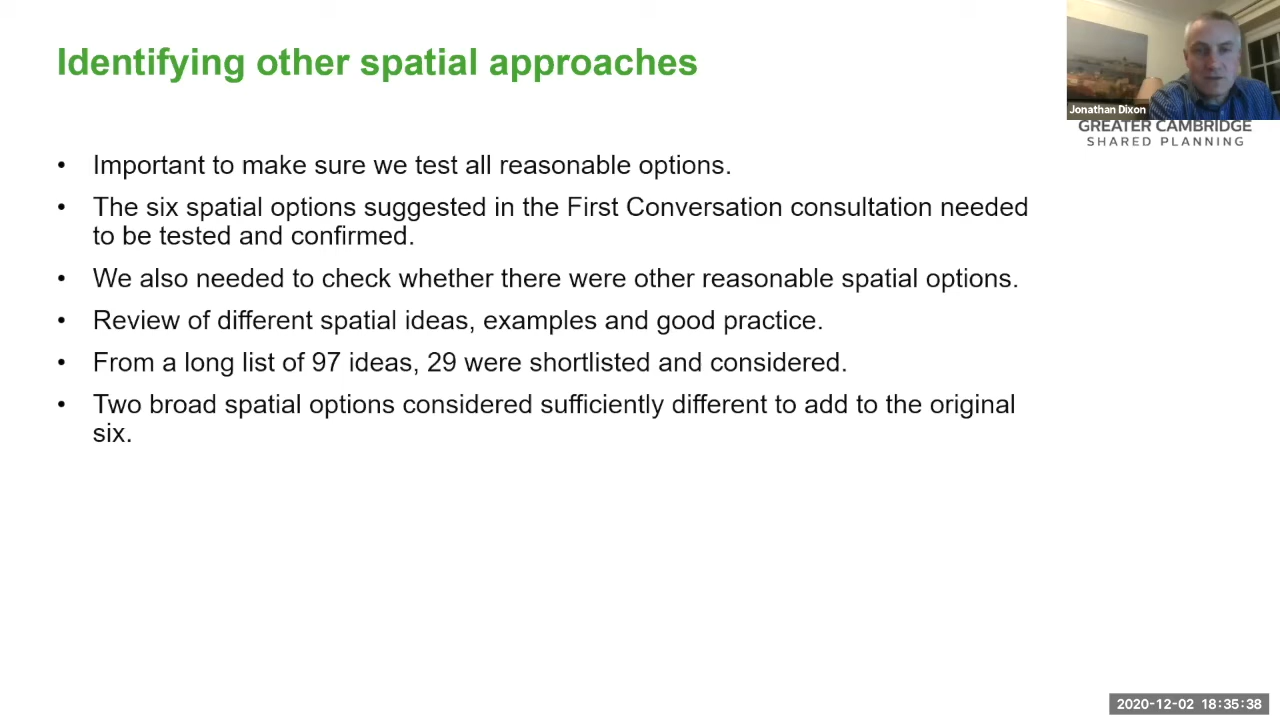 Identifying other spatial approaches
Jonathan Dixon
GREATER CAMBRIDGE
SHARED PLANNING
• Important to make sure we test all reasonable options.
• The six spatial options suggested in the First Conversation consultation needed
to be tested and confirmed.
• We also needed to check whether there were other reasonable spatial options.
• Review of different spatial ideas, examples and good practice.
• From a long list of 97 ideas, 29 were shortlisted and considered.
• Two broad spatial options considered sufficiently different to add to the original
six.
2020-12-02 18:35:38